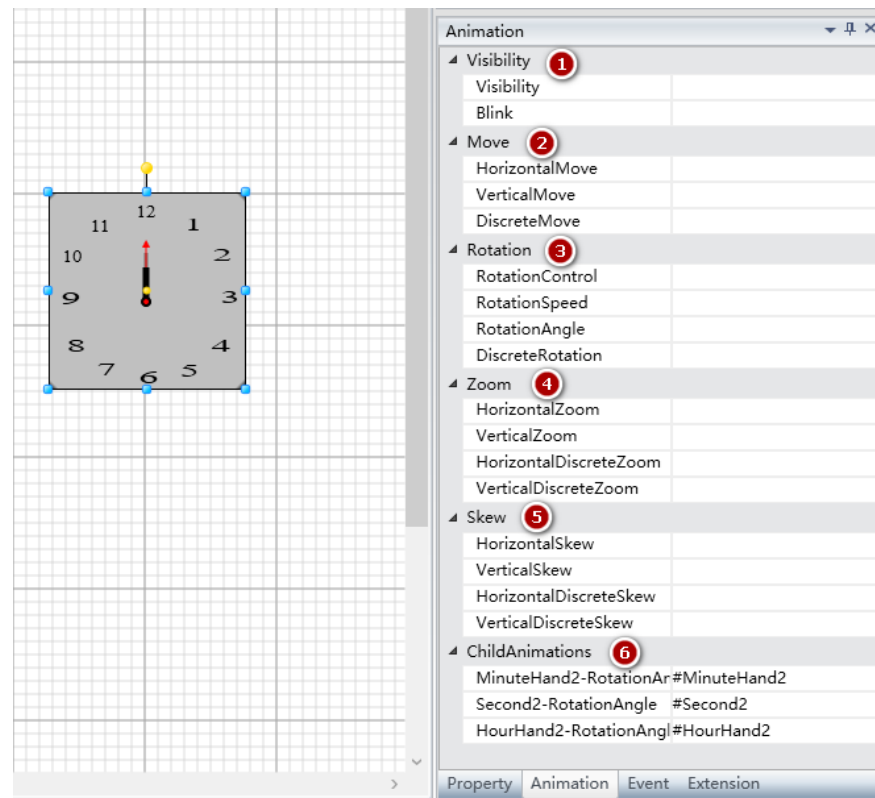 12
11 1
10 2
9 3
8 4
7 6 5
Animation
Visibility 1
Visibility
Blink
Move 2
HorizontalMove
VerticalMove
DiscreteMove
Rotation 3
RotationControl
RotationSpeed
RotationAngle
DiscreteRotation
Zoom 4
HorizontalZoom
VerticalZoom
HorizontalDiscreteZoom
VerticalDiscreteZoom
Skew 5
HorizontalSkew
VerticalSkew
HorizontalDiscreteSkew
VerticalDiscreteSkew
ChildAnimations 6
MinuteHand2-RotationAr #MinuteHand2
Second2-RotationAngle #Second2
HourHand2-RotationAngl #HourHand2
Property Animation Event Extension